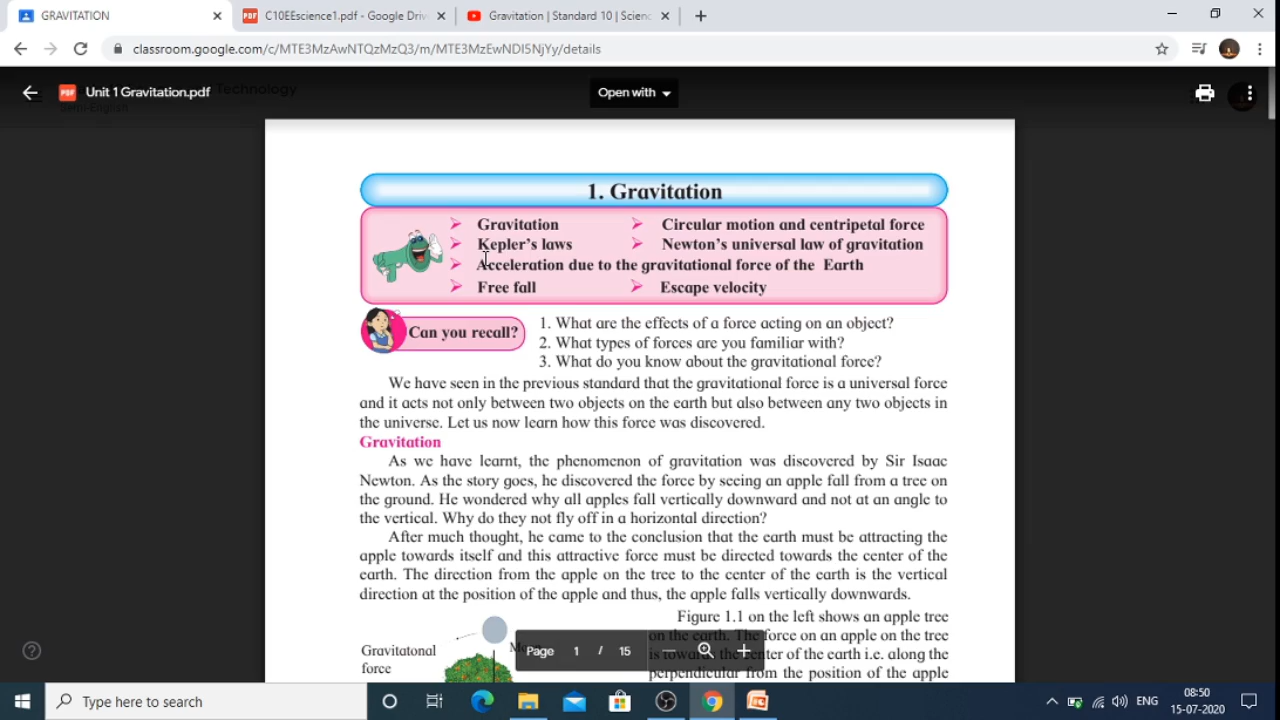 GRAVITATION
C10EEscience1.pdf - Google Driv
Gravitation | Standard 10 | Scienc
classroom.google.com/c/MTE3MzAwNTQzMzQ3/m/MTE3MzEwNDI5NjYy/details
PDF Unit 1 Gravitation.pdf
Technology
Semi-English
Open with
1. Gravitation
➢ Gravitation ➢ Circular motion and centripetal force
➢ Kepler's laws ➢ Newton's universal law of gravitation
➢ Acceleration due to the gravitational force of the Earth
➢ Free fall ➢ Escape velocity
Can you recall?
1. What are the effects of a force acting on an object?
2. What types of forces are you familiar with?
3. What do you know about the gravitational force?
We have seen in the previous standard that the gravitational force is a universal force
and it acts not only between two objects on the earth but also between any two objects in
the universe. Let us now learn how this force was discovered.
Gravitation
As we have learnt, the phenomenon of gravitation was discovered by Sir Isaac
Newton. As the story goes, he discovered the force by seeing an apple fall from a tree on
the ground. He wondered why all apples fall vertically downward and not at an angle to
the vertical. Why do they not fly off in a horizontal direction?
After much thought, he came to the conclusion that the earth must be attracting the
apple towards itself and this attractive force must be directed towards the center of the
earth. The direction from the apple on the tree to the center of the earth is the vertical
direction at the position of the apple and thus, the apple falls vertically downwards.
Figure 1.1 on the left shows an apple tree
on the earth. The force on an apple on the tree
is towards the center of the earth i.e. along the
perpendicular from the position of the apple
Gravitatonal
force
Page 1 / 15
Type here to search
ENG
08:50
15-07-2020